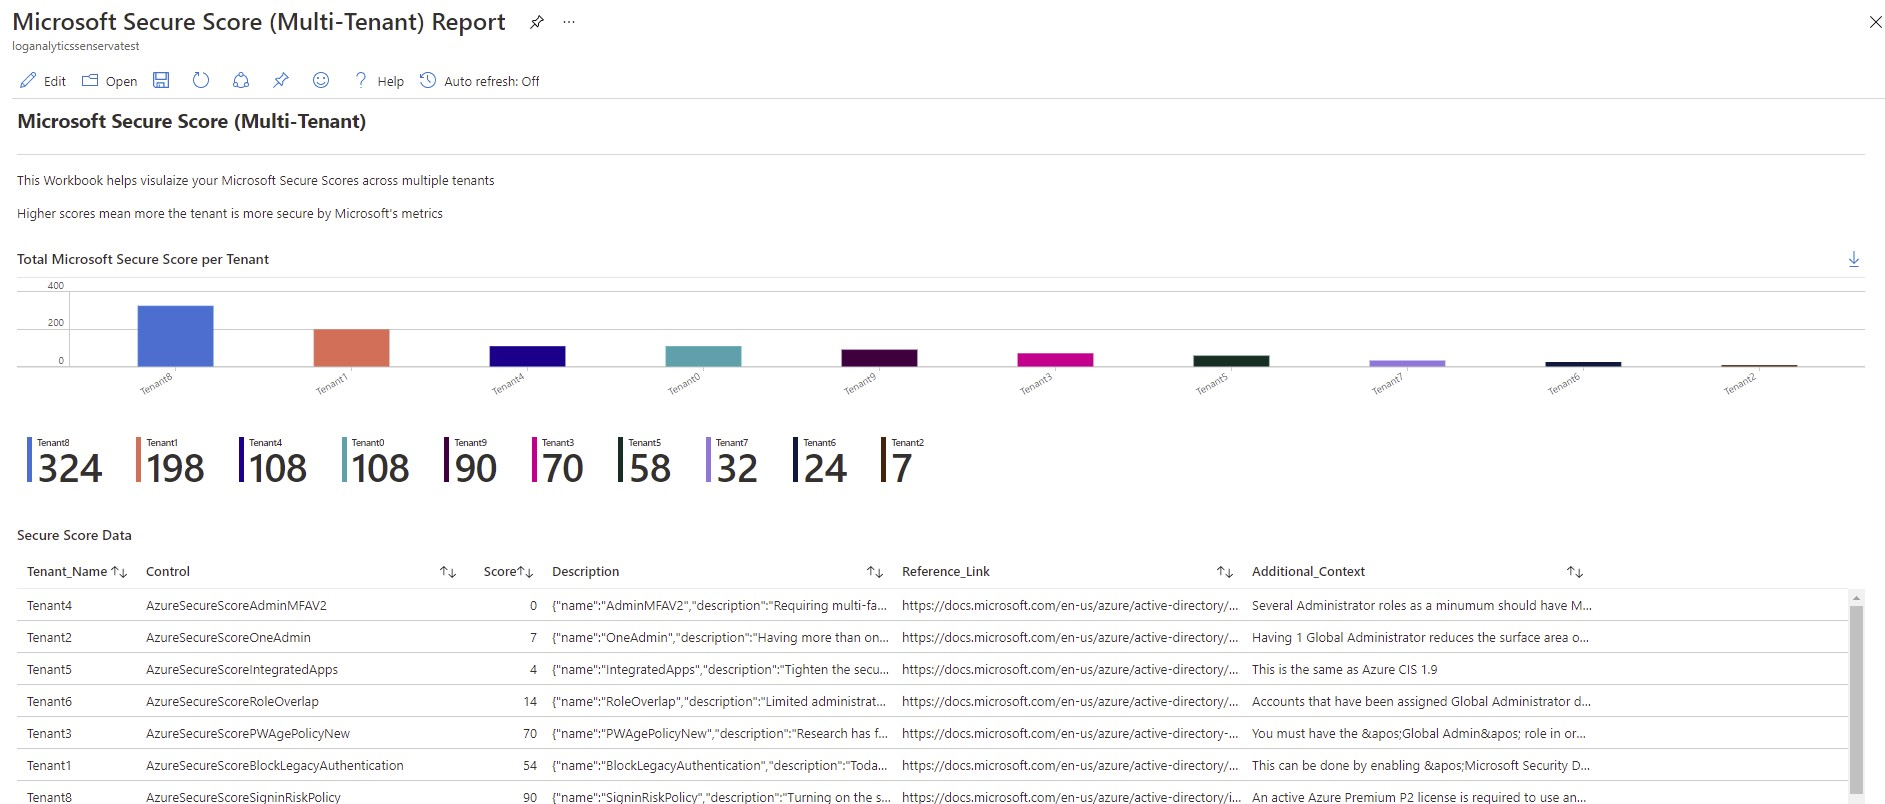 Microsoft Secure Score (Multi-Tenant) Report
loganalyticssenservatest
Edit Open Help Auto refresh: Off
Microsoft Secure Score (Multi-Tenant)
This Workbook helps visulaize your Microsoft Secure Scores across multiple tenants
Higher scores mean more the tenant is more secure by Microsoft's metrics
Total Microsoft Secure Score per Tenant
400
200
0
Tenant8 Tenant1 Tenant4 Tenant0 Tenant9 Tenant3 Tenant5 Tenant7 Tenant6 Tenant2
Tenant8 Tenant1 Tenant4 Tenant0 Tenant9 Tenant3 Tenant5 Tenant7 Tenant6 Tenant2
324 198 108 108 90 70 58 32 24 7
Secure Score Data
Tenant_Name Control Score Description Reference_Link Additional_Context
Tenant4 AzureSecureScoreAdminMFAV2 0 {"name":"AdminMFAV2","description":"Requiring multi-fa... https://docs.microsoft.com/en-us/azure/active-directory/... Several Administrator roles as a minumum should have M...
Tenant2 AzureSecureScoreOneAdmin 7 {"name":"OneAdmin","description":"Having more than on... https://docs.microsoft.com/en-us/azure/active-directory/... Having 1 Global Administrator reduces the surface area o...
Tenant5 AzureSecureScoreIntegratedApps 4 {"name":"IntegratedApps","description":"Tighten the secu... https://docs.microsoft.com/en-us/azure/active-directory/... This is the same as Azure CIS 1.9
Tenant6 AzureSecureScoreRoleOverlap 14 {"name":"RoleOverlap","description":"Limited administrat... https://docs.microsoft.com/en-us/azure/active-directory/... Accounts that have been assigned Global Administrator d...
Tenant3 AzureSecureScorePWAgePolicyNew 70 {"name":"PWAgePolicyNew","description":"Research has f... https://docs.microsoft.com/en-us/azure/active-directory-... You must have the &apos;Global Admin&apos; role in or...
Tenant1 AzureSecureScoreBlockLegacyAuthentication 54 {"name":"BlockLegacyAuthentication","description":"Toda... https://docs.microsoft.com/en-us/azure/active-directory/... This can be done by enabling &apos;Microsoft Security D...
Tenant8 AzureSecureScoreSigninRiskPolicy 90 {"name":"SigninRiskPolicy","description":"Turning on the s... https://docs.microsoft.com/en-us/azure/active-directory/i... An active Azure Premium P2 license is required to use an...